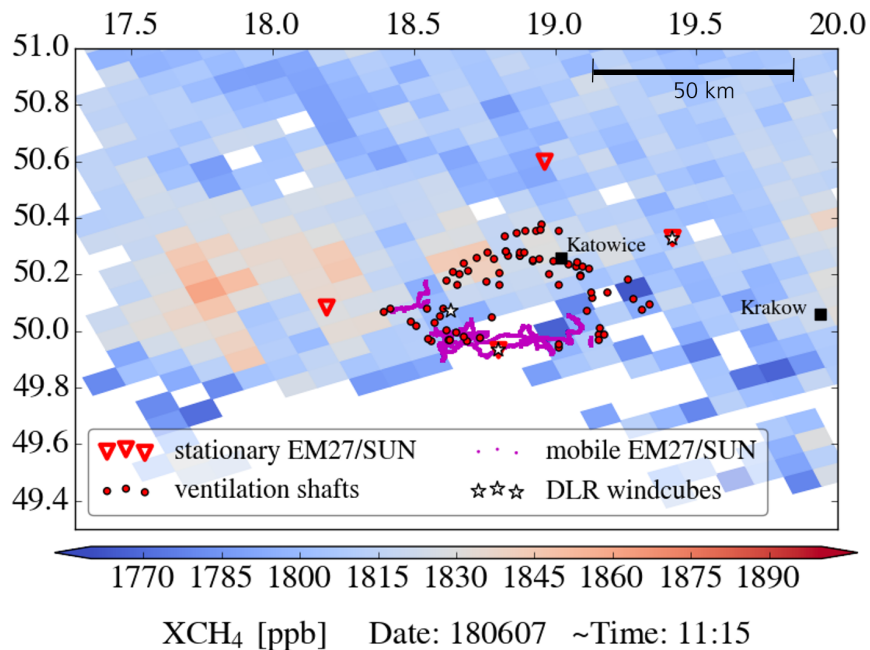 17.5 18.0 18.5 19.0 19.5 20.0
51.0
50 km
50.8
50.6
50.4
Katowice
50.2
Krakow
50.0
49.8
49.6
stationary EM27/SUN mobile EM27/SUN
ventilation shafts DLR windcubes
49.4
1770 1785 1800 1815 1830 1845 1860 1875 1890
XCH₄ [ppb] Date: 180607 ~Time: 11:15